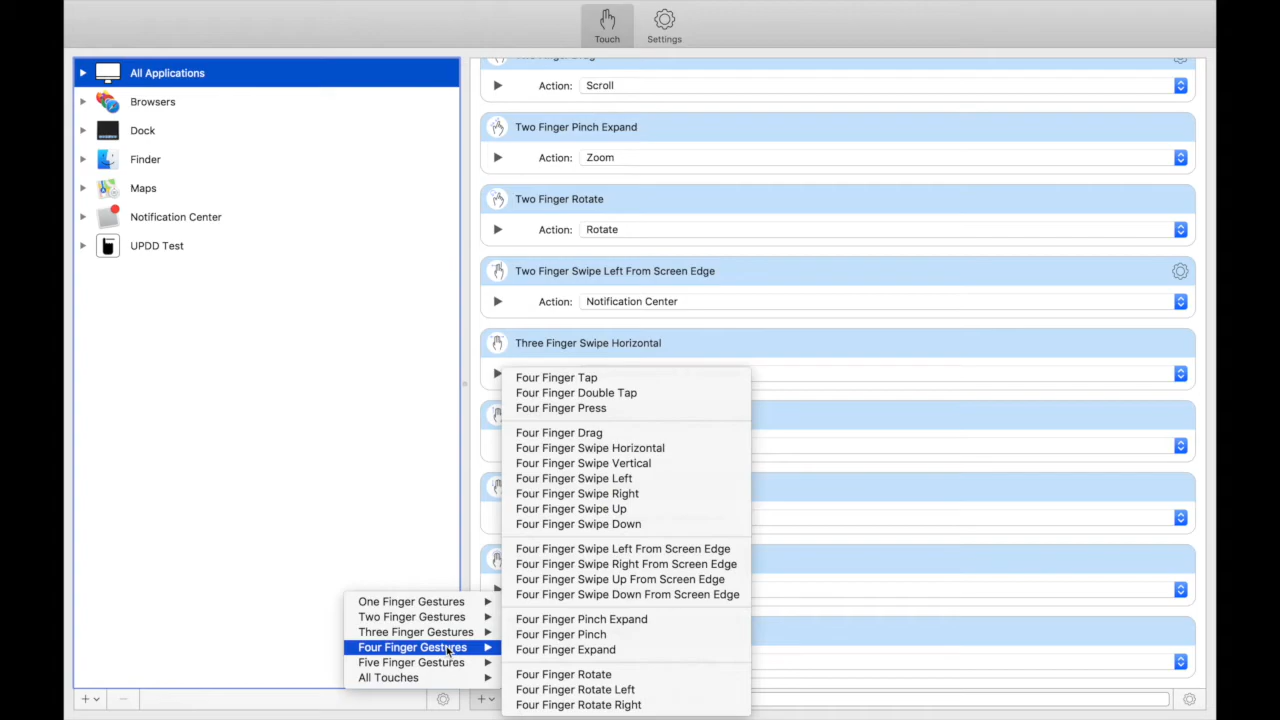 Touch
Settings
All Applications
Browsers
Dock
Finder
Maps
Notification Center
UPDD Test
Two Finger Drag
Action: Scroll
Two Finger Pinch Expand
Action: Zoom
Two Finger Rotate
Action: Rotate
Two Finger Swipe Left From Screen Edge
Action: Notification Center
Three Finger Swipe Horizontal
One Finger Gestures
Two Finger Gestures
Three Finger Gestures
Four Finger Gestures
Five Finger Gestures
All Touches
Four Finger Tap
Four Finger Double Tap
Four Finger Press
Four Finger Drag
Four Finger Swipe Horizontal
Four Finger Swipe Vertical
Four Finger Swipe Left
Four Finger Swipe Right
Four Finger Swipe Up
Four Finger Swipe Down
Four Finger Swipe Left From Screen Edge
Four Finger Swipe Right From Screen Edge
Four Finger Swipe Up From Screen Edge
Four Finger Swipe Down From Screen Edge
Four Finger Pinch Expand
Four Finger Pinch
Four Finger Expand
Four Finger Rotate
Four Finger Rotate Left
Four Finger Rotate Right